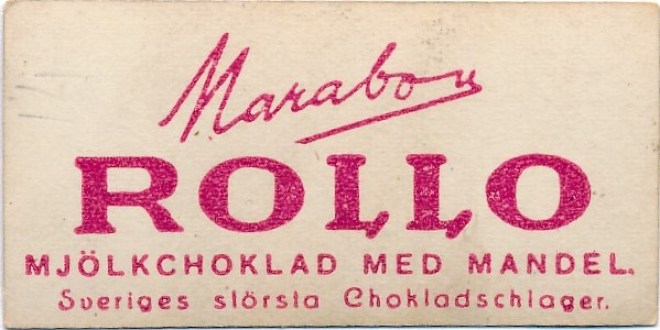 Marabou
ROLLO
MJÖLKCHOKLAD MED MANDEL.
Sveriges största Chokladschlager.